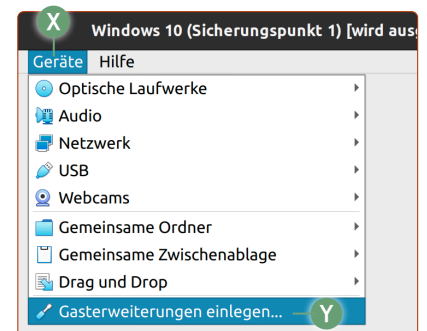 X
Windows 10 (Sicherungspunkt 1) [wird
Geräte Hilfe
Optische Laufwerke
Audio
Netzwerk
USB
Webcams
Gemeinsame Ordner
Gemeinsame Zwischenablage
Drag und Drop
Gasterweiterungen einlegen... Y